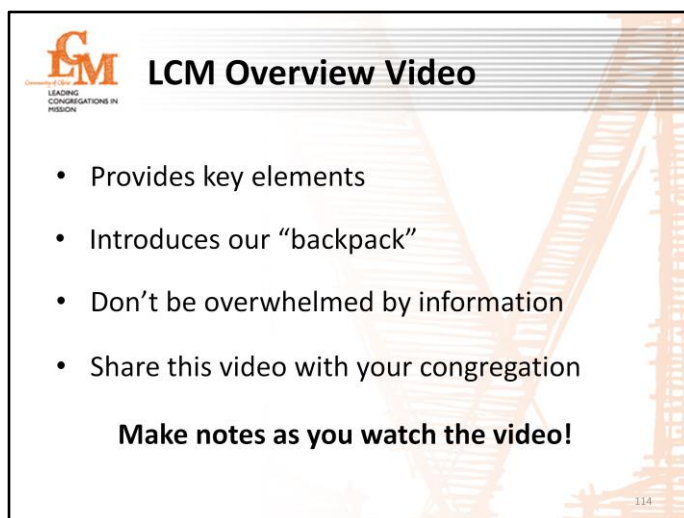 LCM
Community of Christ
LEADING
CONGREGATIONS IN
MISSION
LCM Overview Video
• Provides key elements
• Introduces our “backpack”
• Don’t be overwhelmed by information
• Share this video with your congregation
Make notes as you watch the video!
114